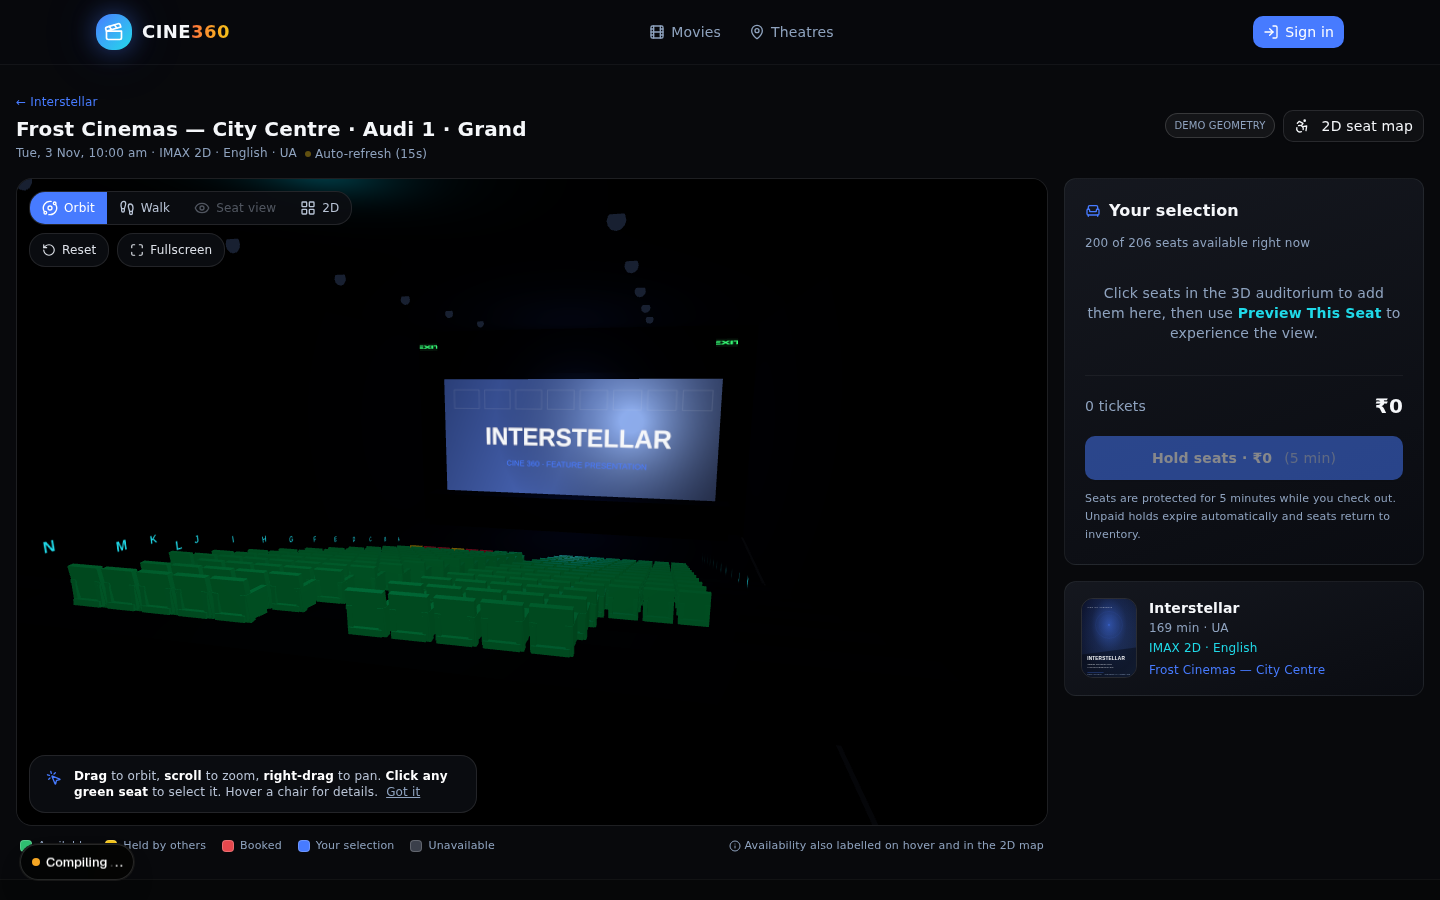 CINE360
Movies
Theatres
Sign in
← Interstellar
Frost Cinemas — City Centre · Audi 1 · Grand
Tue, 3 Nov, 10:00 am · IMAX 2D · English · UA
Auto-refresh (15s)
DEMO GEOMETRY
2D seat map
Orbit
Walk
Seat view
2D
Reset
Fullscreen
EXIT
EXIT
INTERSTELLAR
CINE 360 · FEATURE PRESENTATION
N
M
K
L
J
I
H
G
F
E
D
C
Drag to orbit, scroll to zoom, right-drag to pan. Click any
green seat to select it. Hover a chair for details. Got it
Held by others
Booked
Your selection
Unavailable
Availability also labelled on hover and in the 2D map
Compiling ...
Your selection
200 of 206 seats available right now
Click seats in the 3D auditorium to add
them here, then use Preview This Seat to
experience the view.
0 tickets
₹0
Hold seats · ₹0 (5 min)
Seats are protected for 5 minutes while you check out.
Unpaid holds expire automatically and seats return to
inventory.
INTERSTELLAR
Interstellar
169 min · UA
IMAX 2D · English
Frost Cinemas — City Centre